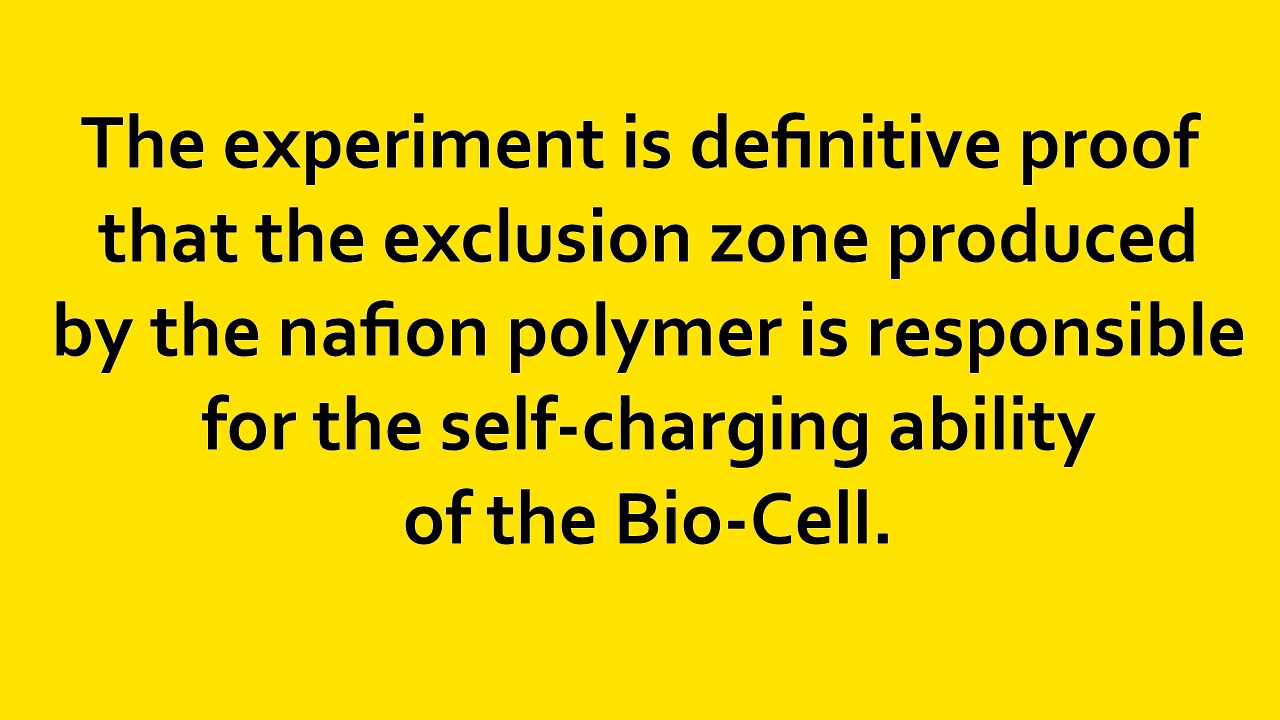 The experiment is definitive proof
that the exclusion zone produced
by the nafion polymer is responsible
for the self-charging ability
of the Bio-Cell.